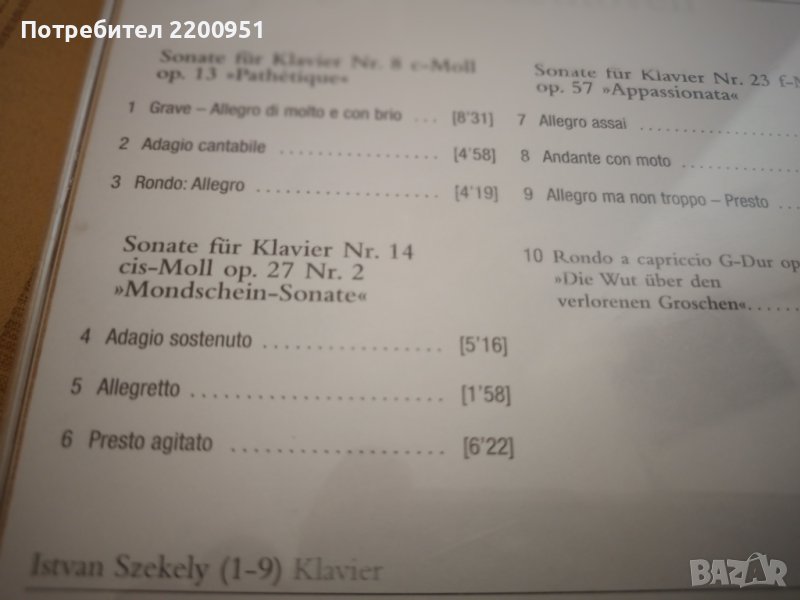 Потребител 2200951
Sonate für Klavier Nr. 8 c-Moll
op. 13 »Pathétique«
1 Grave – Allegro di molto e con brio ... [8'31]
2 Adagio cantabile .................. [4'58]
3 Rondo: Allegro ..................... [4'19]
Sonate für Klavier Nr. 14
cis-Moll op. 27 Nr. 2
»Mondschein-Sonate«
4 Adagio sostenuto .................. [5'16]
5 Allegretto ......................... [1'58]
6 Presto agitato ..................... [6'22]
Sonate für Klavier Nr. 23 f-M
op. 57 »Appassionata«
7 Allegro assai ..................
8 Andante con moto ..............
9 Allegro ma non troppo – Presto .....
10 Rondo a capriccio G-Dur op
»Die Wut über den
verlorenen Groschen«......
Istvan Szekely (1-9) Klavier
BAZAR